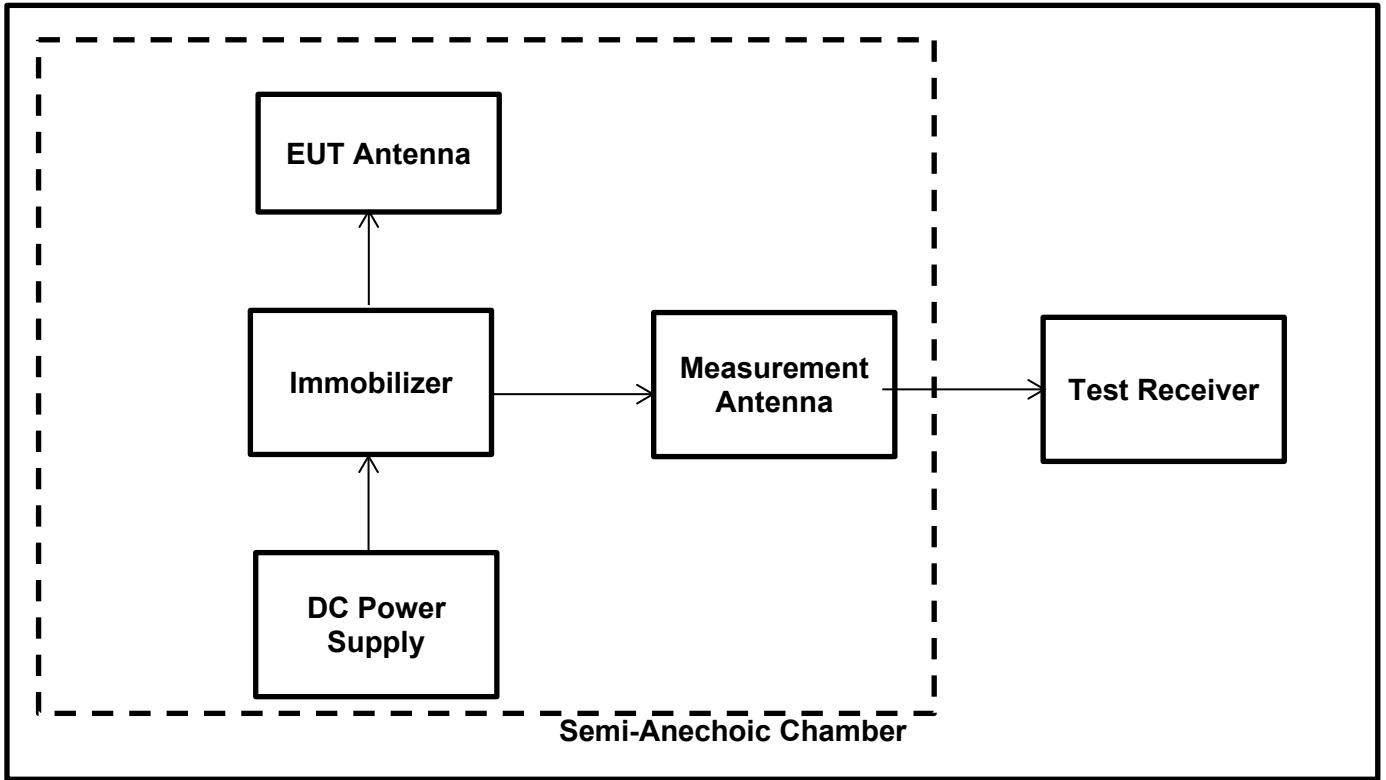 EUT Antenna
Immobilizer
Measurement
Antenna
Test Receiver
DC Power
Supply
Semi-Anechoic Chamber